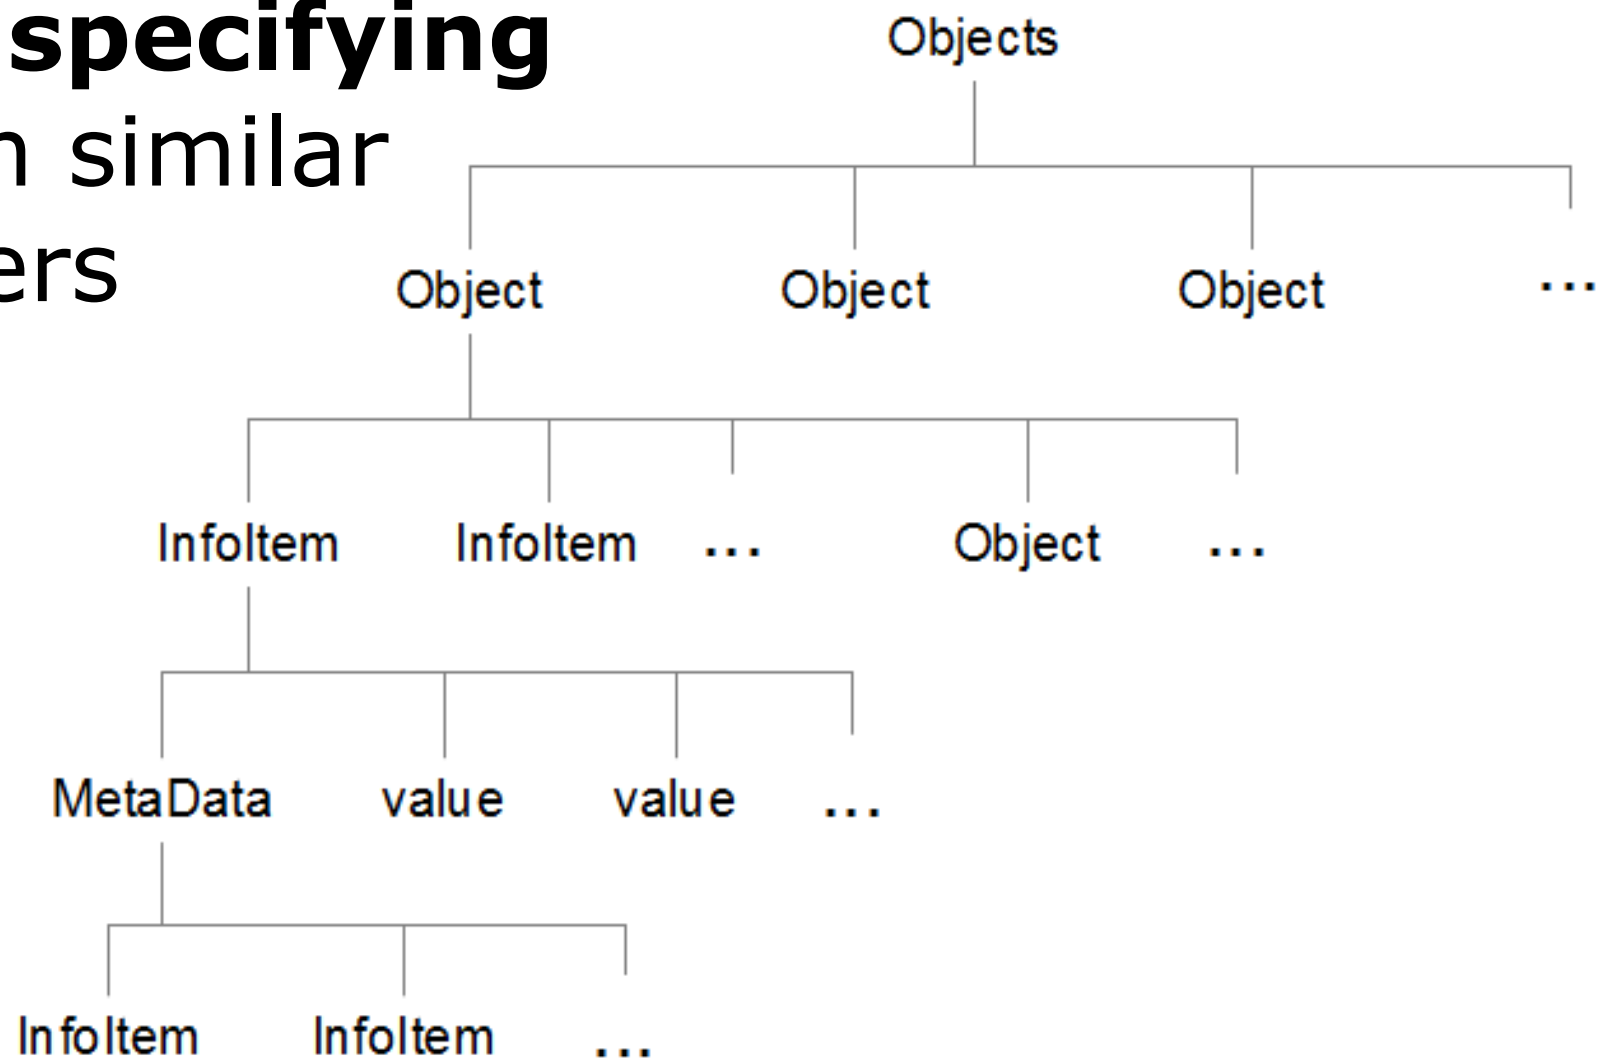 specifying
n similar
ers
Objects
Object Object Object ...
InfoItem InfoItem ... Object ...
MetaData value value ...
InfoItem InfoItem ...